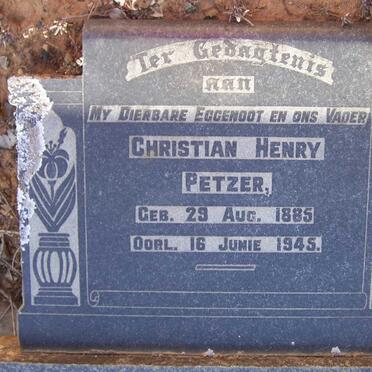 Ter Gedagtenis
aan
My Dierbare Eggenoot en ons Vader
Christian Henry
Petzer,
Geb. 29 Aug. 1885
Oorl. 16 Junie 1945.